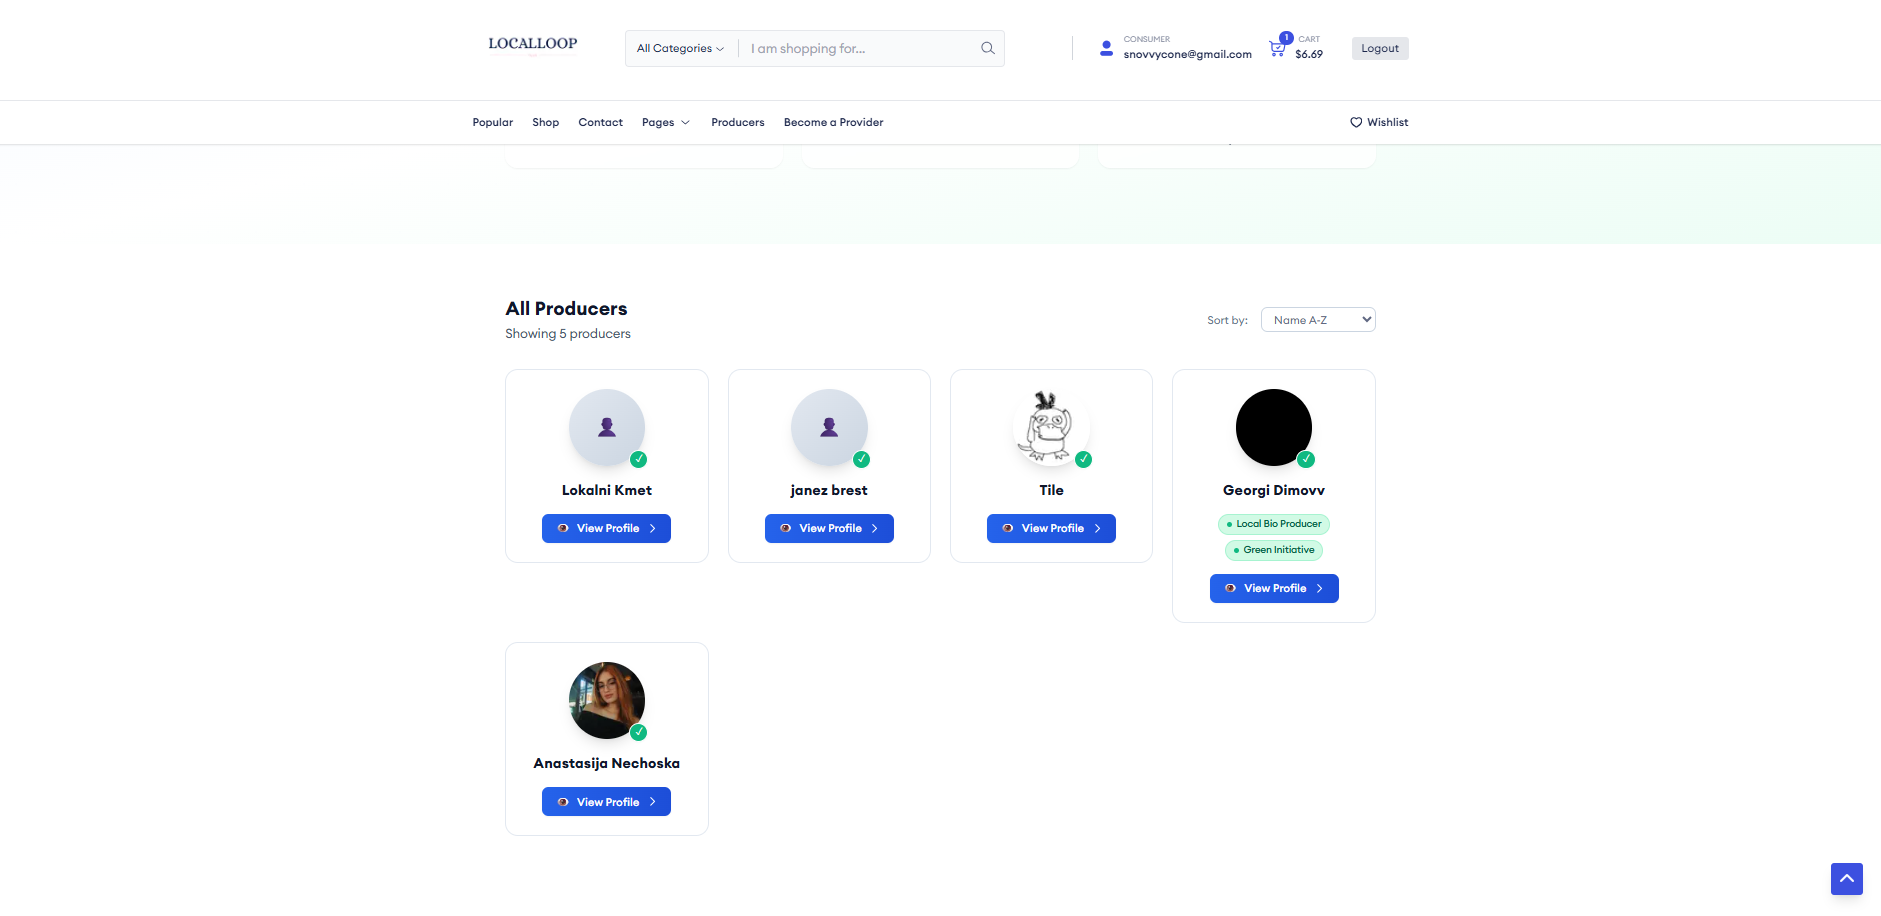 LOCALLOOP
All Categories
I am shopping for...
CONSUMER
snovvycone@gmail.com
1
CART
$6.69
Logout
Popular
Shop
Contact
Pages
Producers
Become a Provider
Wishlist
All Producers
Showing 5 producers
Sort by:
Name A-Z
Lokalni Kmet
View Profile
janez brest
View Profile
Tile
View Profile
Georgi Dimovv
Local Bio Producer
Green Initiative
View Profile
Anastasija Nechoska
View Profile